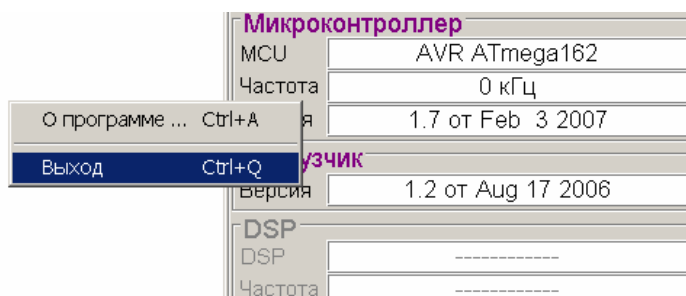 Микроконтроллер
MCU AVR ATmega162
Частота 0 кГц
О программе ... Ctrl+A
1.7 от Feb 3 2007
Выход Ctrl+Q
Версия 1.2 от Aug 17 2006
DSP
DSP ------------
Частота ------------